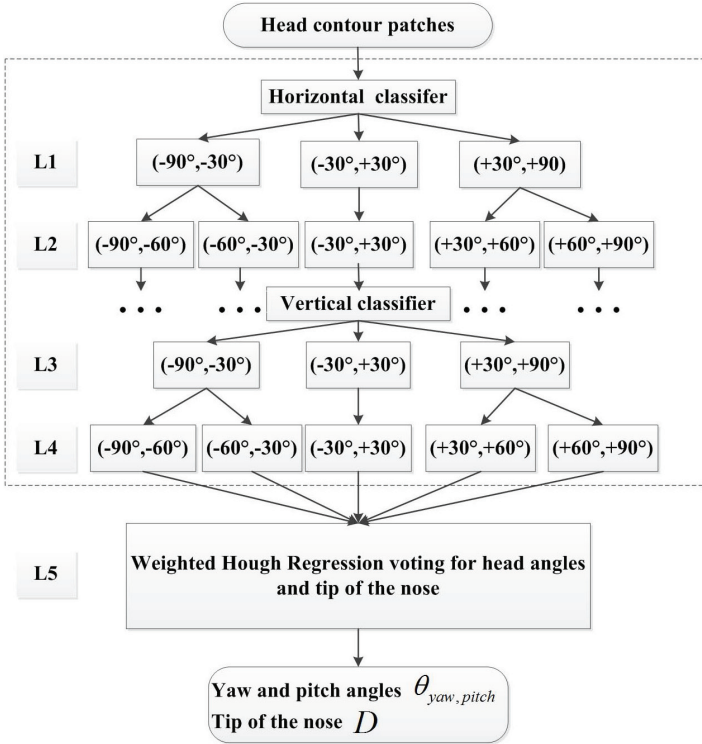 Head contour patches
Horizontal classifer
L1 (-90°,-30°) (-30°,+30°) (+30°,+90)
L2 (-90°,-60°) (-60°,-30°) (-30°,+30°) (+30°,+60°) (+60°,+90°)
... ... ... ...
Vertical classifier
L3 (-90°,-30°) (-30°,+30°) (+30°,+90°)
L4 (-90°,-60°) (-60°,-30°) (-30°,+30°) (+30°,+60°) (+60°,+90°)
L5
Weighted Hough Regression voting for head angles
and tip of the nose
Yaw and pitch angles θ yaw, pitch
Tip of the nose D